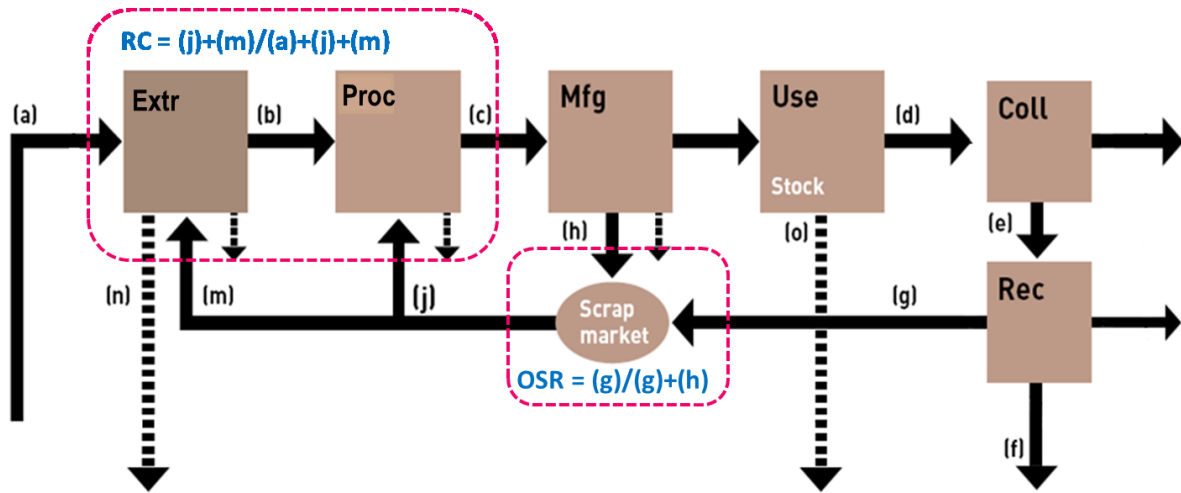 RC = (j)+(m)/(a)+(j)+(m)
Extr
Proc
Mfg
Use
Coll
(a)
(b)
(c)
(d)
Stock
(h)
(o)
(e)
(n)
(m)
(j)
Scrap
market
(g)
Rec
OSR = (g)/(g)+(h)
(f)